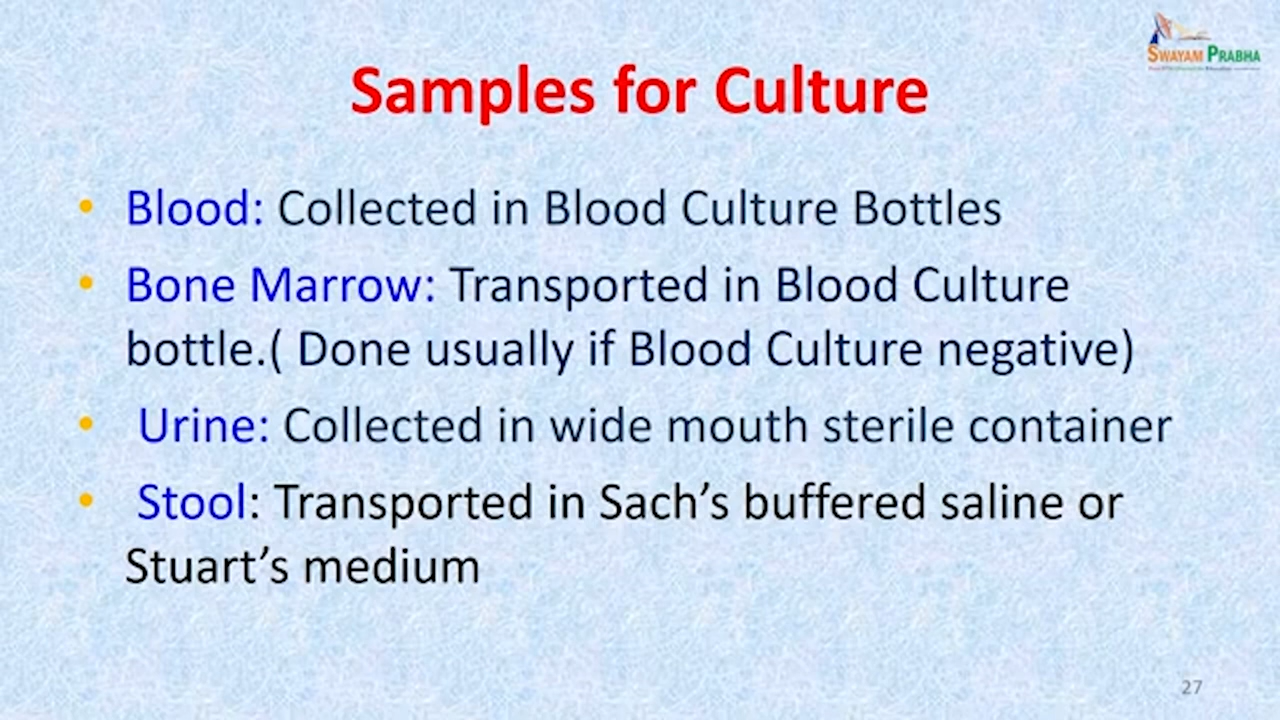 SWAYAM PRABHA
Samples for Culture
• Blood: Collected in Blood Culture Bottles
• Bone Marrow: Transported in Blood Culture
bottle.( Done usually if Blood Culture negative)
• Urine: Collected in wide mouth sterile container
• Stool: Transported in Sach’s buffered saline or
Stuart’s medium
27